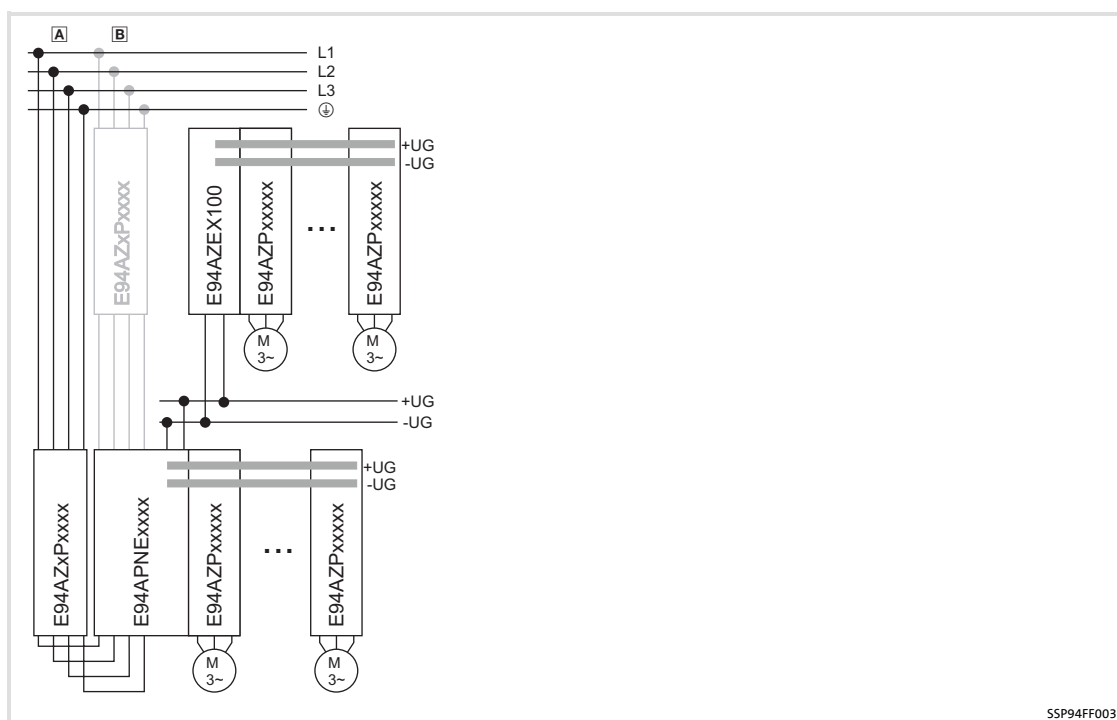 A B
L1
L2
L3
+UG
-UG
E94AZxPxxxx
E94AZEX100
E94AZPxxxxx
...
E94AZPxxxxx
M
3~
M
3~
+UG
-UG
+UG
-UG
E94AZxPxxxx
E94APNExxxx
E94AZPxxxxx
...
E94AZPxxxxx
M
3~
M
3~
SSP94FF003